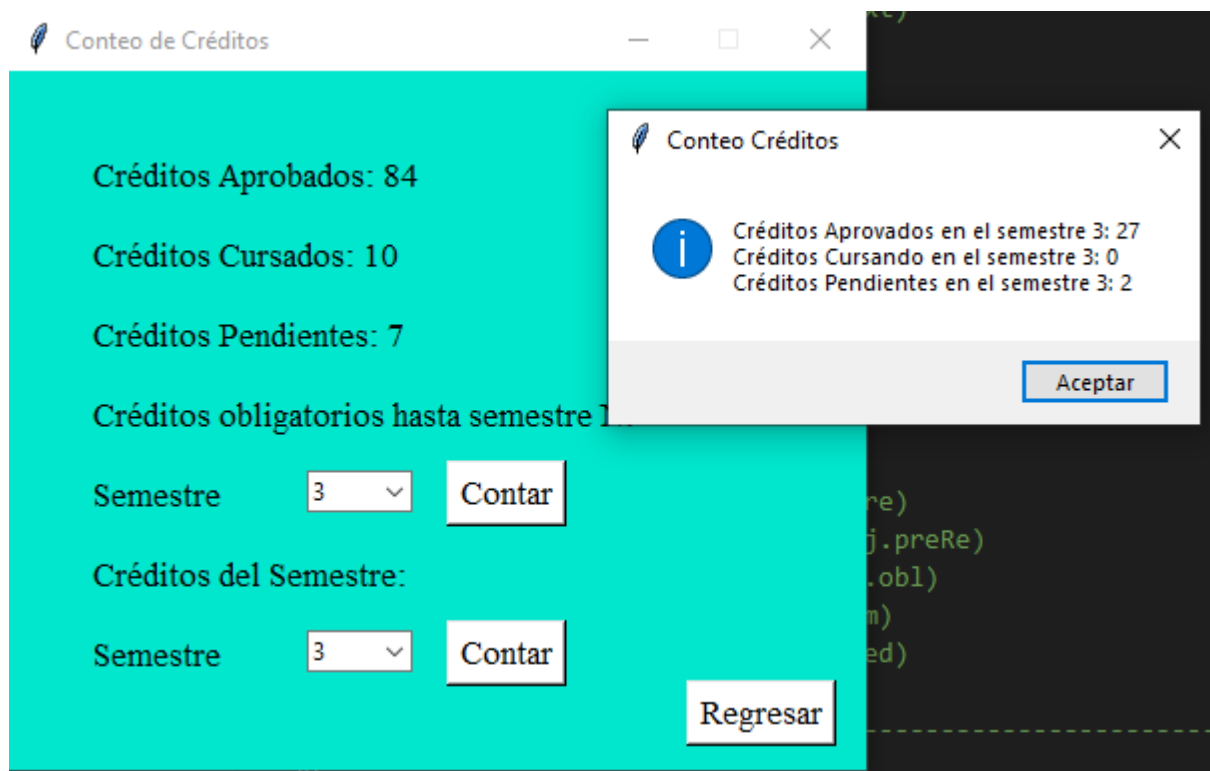 Conteo de Créditos
Créditos Aprobados: 84
Créditos Cursados: 10
Créditos Pendientes: 7
Créditos obligatorios hasta semestre
Semestre 3 Contar
Créditos del Semestre:
Semestre 3 Contar
Regresar
Conteo Créditos
Créditos Aprovados en el semestre 3: 27
Créditos Cursando en el semestre 3: 0
Créditos Pendientes en el semestre 3: 2
Aceptar
re)
j.preRe)
.obl)
m)
ed)